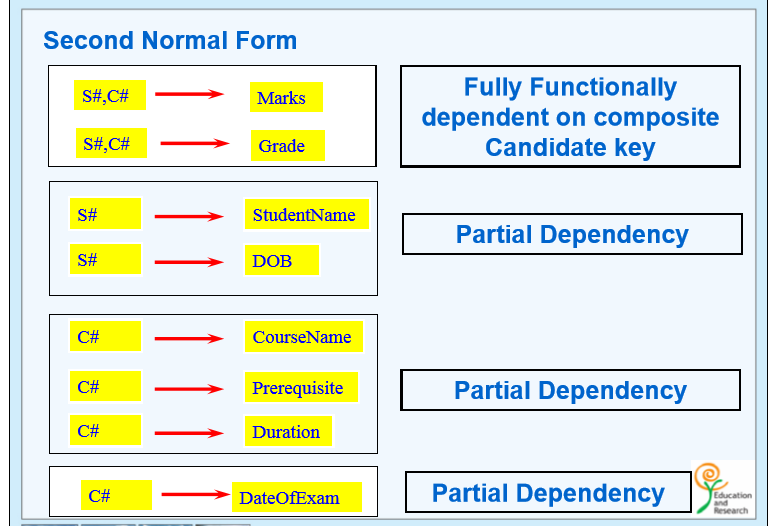 Second Normal Form
S#,C# Marks
S#,C# Grade
Fully Functionally
dependent on composite
Candidate key
S# StudentName
S# DOB
Partial Dependency
C# CourseName
C# Prerequisite
C# Duration
Partial Dependency
C# DateOfExam
Partial Dependency
Education
and
Research